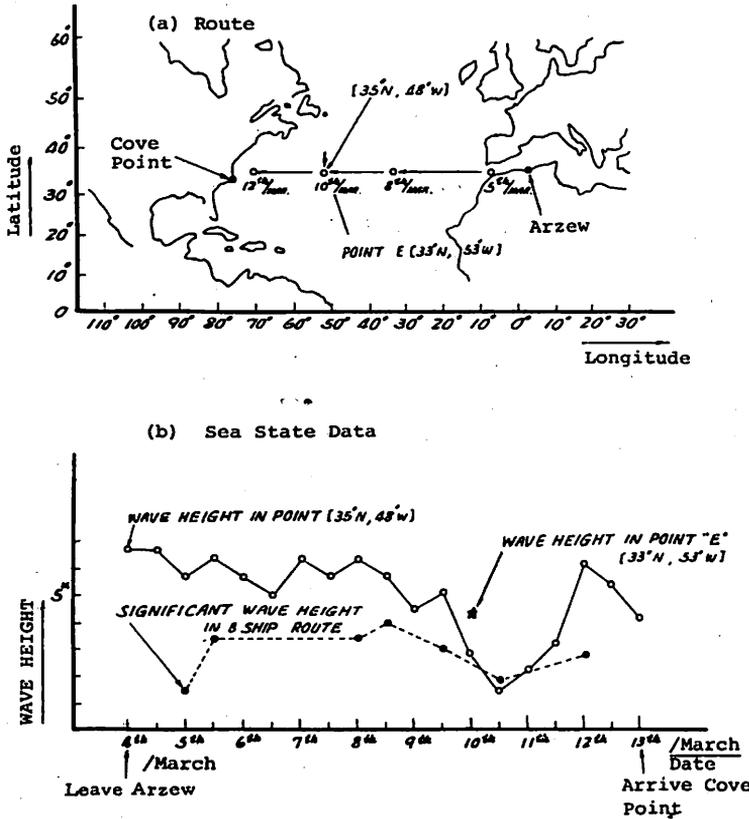 (a) Route
60°
50°
40°
30°
20°
10°
0
Latitude
[35°N, 48°W]
Cove
Point
12th/MAR.
10th/MAR.
8th/MAR.
5th/MAR.
Arzew
POINT E [33°N, 53°W]
110° 100° 90° 80° 70° 60° 50° 40° 30° 20° 10° 0° 10° 20° 30°
Longitude
(b) Sea State Data
WAVE HEIGHT IN POINT [35°N, 48°W]
WAVE HEIGHT IN POINT "E"
[33°N, 53°W]
SIGNIFICANT WAVE HEIGHT
IN 8 SHIP ROUTE
WAVE HEIGHT
4th 5th 6th 7th 8th 9th 10th 11th 12th 13th /March
/March
Date
Leave Arzew
Arrive Cove
Point